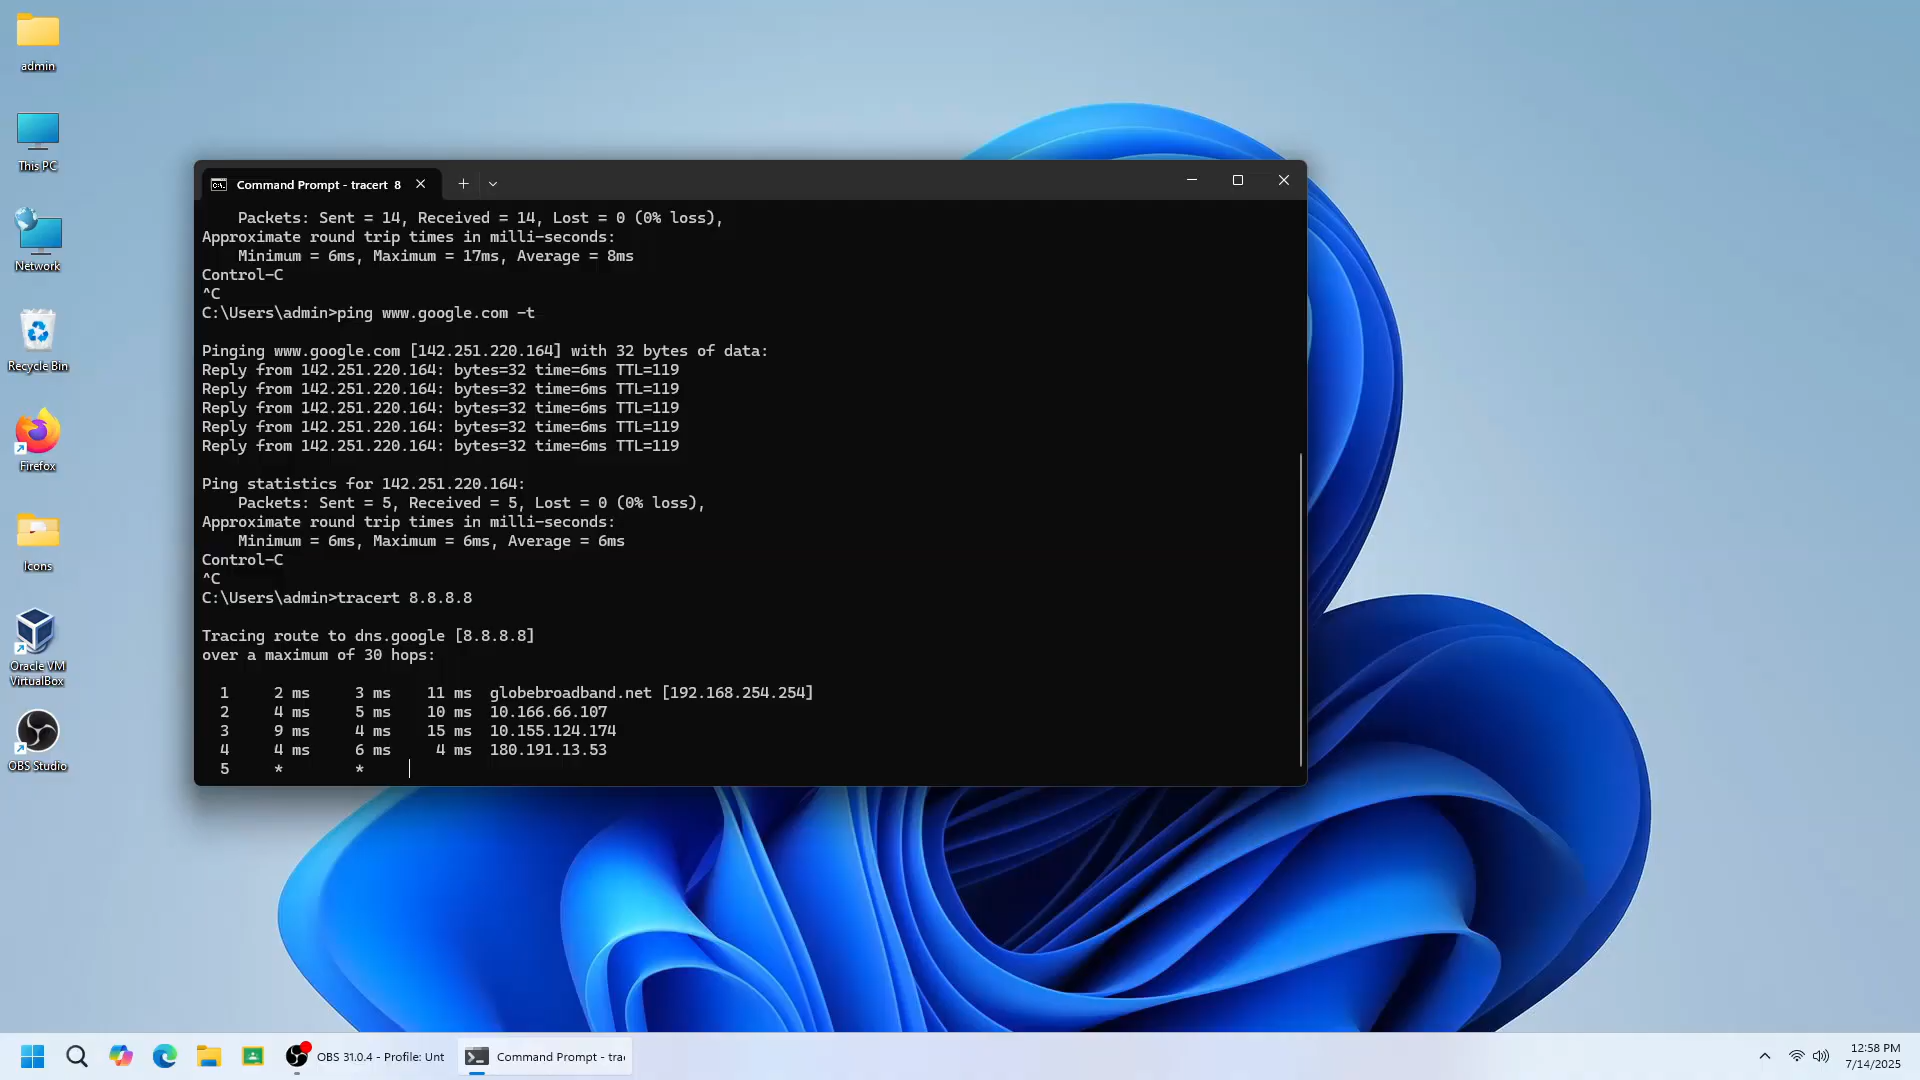 admin
This PC
Network
Recycle Bin
Firefox
Icons
Oracle VM
VirtualBox
OBS Studio
Command Prompt - tracert  8
Packets: Sent = 14, Received = 14, Lost = 0 (0% loss),
Approximate round trip times in milli-seconds:
Minimum = 6ms, Maximum = 17ms, Average = 8ms
Control-C
^C
C:\Users\admin>ping www.google.com -t
Pinging www.google.com [142.251.220.164] with 32 bytes of data:
Reply from 142.251.220.164: bytes=32 time=6ms TTL=119
Reply from 142.251.220.164: bytes=32 time=6ms TTL=119
Reply from 142.251.220.164: bytes=32 time=6ms TTL=119
Reply from 142.251.220.164: bytes=32 time=6ms TTL=119
Reply from 142.251.220.164: bytes=32 time=6ms TTL=119
Ping statistics for 142.251.220.164:
Packets: Sent = 5, Received = 5, Lost = 0 (0% loss),
Approximate round trip times in milli-seconds:
Minimum = 6ms, Maximum = 6ms, Average = 6ms
Control-C
^C
C:\Users\admin>tracert 8.8.8.8
Tracing route to dns.google [8.8.8.8]
over a maximum of 30 hops:
1     2 ms     3 ms    11 ms  globebroadband.net [192.168.254.254]
2     4 ms     5 ms    10 ms  10.166.66.107
3     9 ms     4 ms    15 ms  10.155.124.174
4     4 ms     6 ms     4 ms  180.191.13.53
5     *        *
OBS 31.0.4 - Profile: Unt
Command Prompt - tra
12:58 PM
7/14/2025